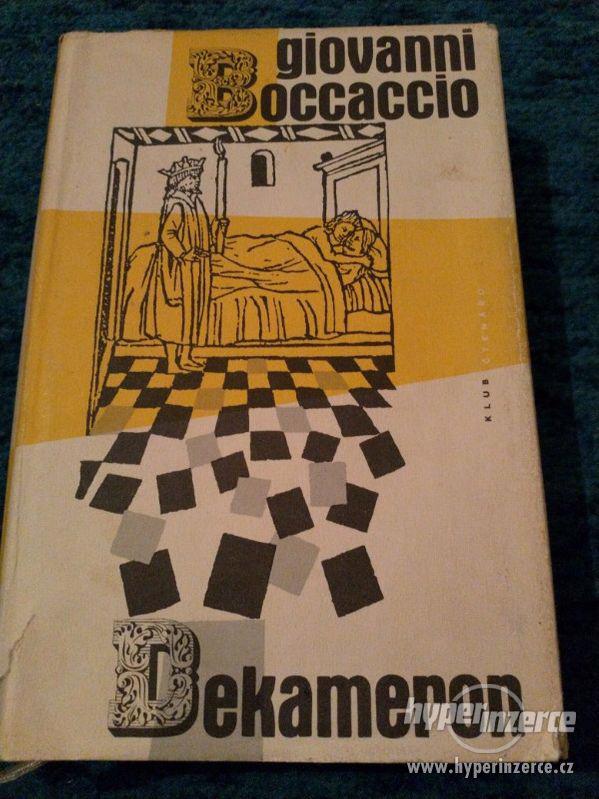 giovanni
Boccaccio
KLUB ČTENÁŘŮ
Dekameron
hyperinzerce
www.hyperinzerce.cz